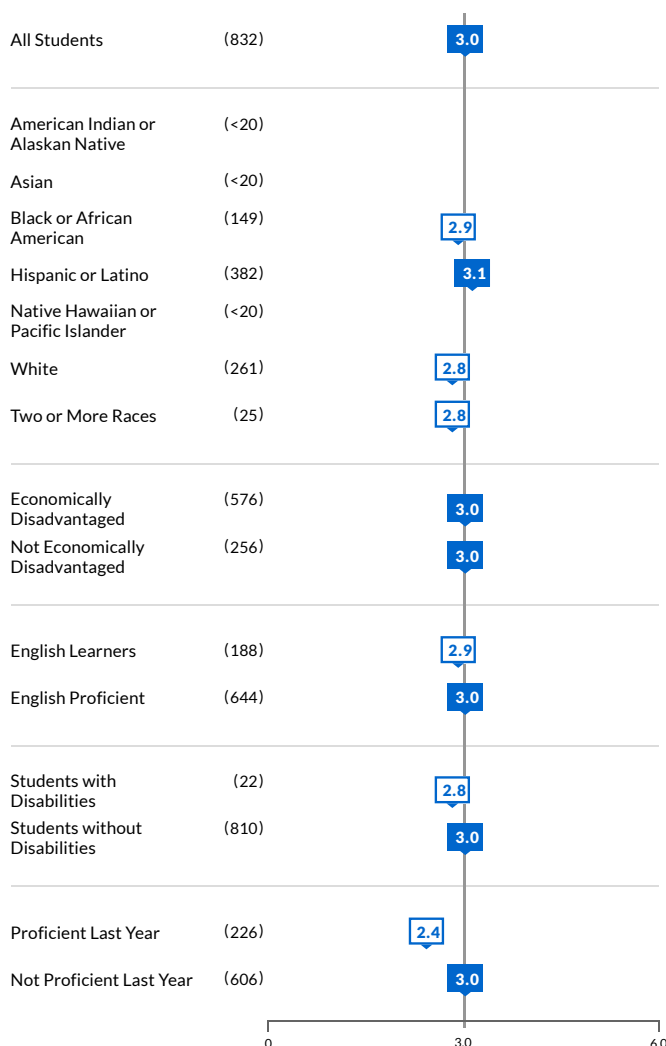 All Students (832) 3.0
American Indian or (<20)
Alaskan Native
Asian (<20)
Black or African (149) 2.9
American
Hispanic or Latino (382) 3.1
Native Hawaiian or (<20)
Pacific Islander
White (261) 2.8
Two or More Races (25) 2.8
Economically (576) 3.0
Disadvantaged
Not Economically (256) 3.0
Disadvantaged
English Learners (188) 2.9
English Proficient (644) 3.0
Students with (22) 2.8
Disabilities
Students without (810) 3.0
Disabilities
Proficient Last Year (226) 2.4
Not Proficient Last Year (606) 3.0
0 3.0 6.0